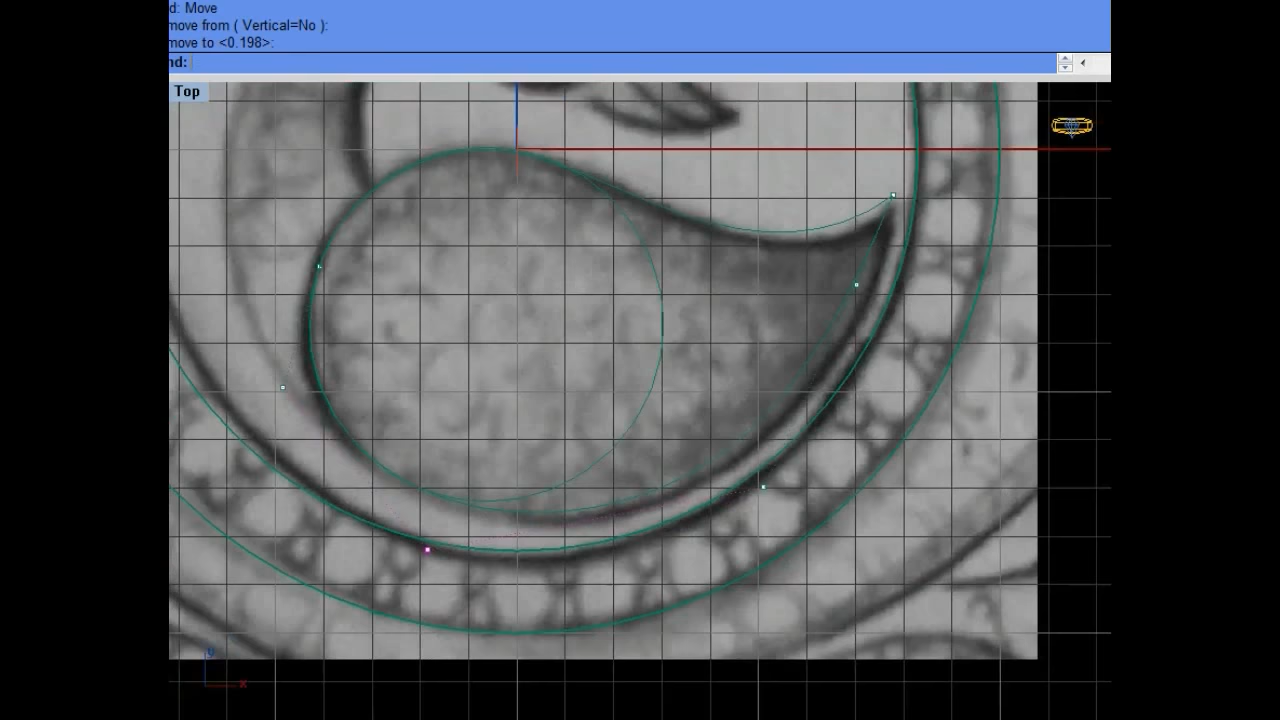 d: Move
move from ( Vertical=No ):
move to <0.198>:
nd:
Top
y
x